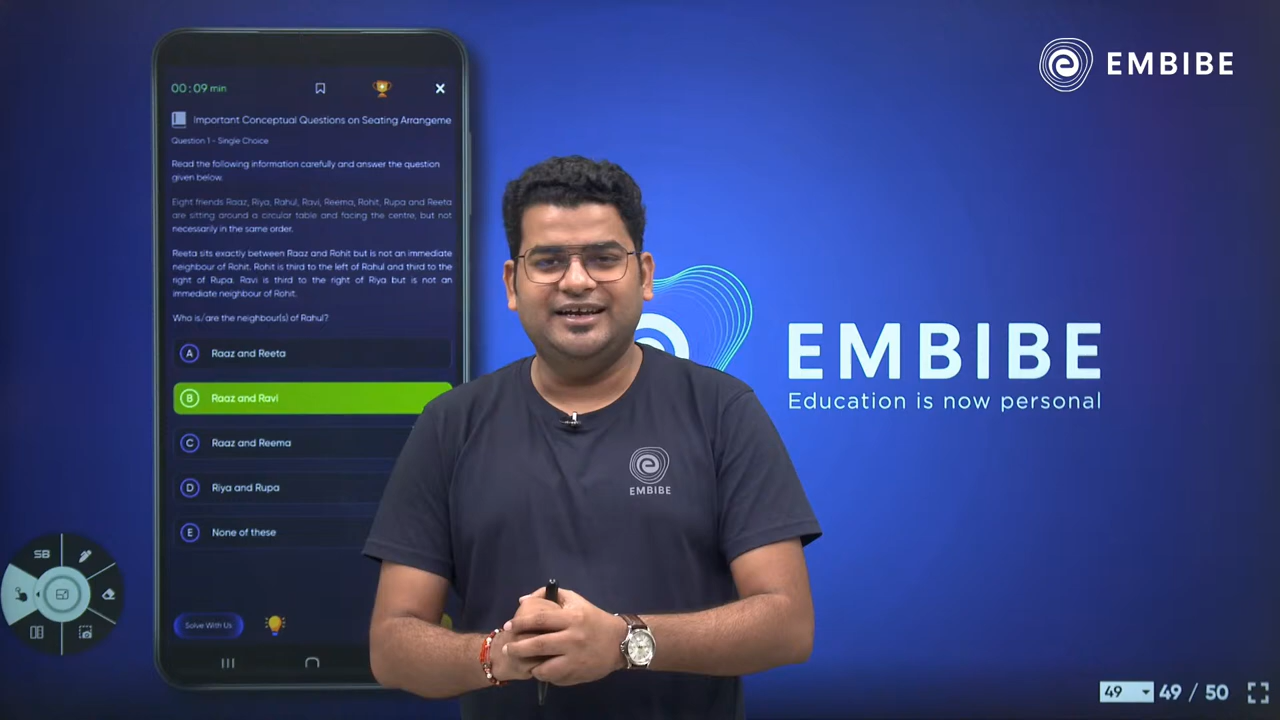 EMBIBE
00:09 min
Important Conceptual Questions on Seating Arrangeme
Question 1 - Single Choice
Read the following information carefully and answer the question
given below.
Eight friends Raaz, Riya, Rahul, Ravi, Reema, Rohit, Rupa and Reeta
are sitting around a circular table and facing the centre, but not
necessarily in the same order.
Reeta sits exactly between Raaz and Rohit but is not an immediate
neighbour of Rohit. Rohit is third to the left of Rahul and third to the
right of Rupa. Ravi is third to the right of Riya but is not an
immediate neighbour of Rohit.
Who is/are the neighbour(s) of Rahul?
A Raaz and Reeta
B Raaz and Ravi
C Raaz and Reema
D Riya and Rupa
E None of these
Solve With Us
SB
EMBIBE
Education is now personal
EMBIBE
49 49 / 50